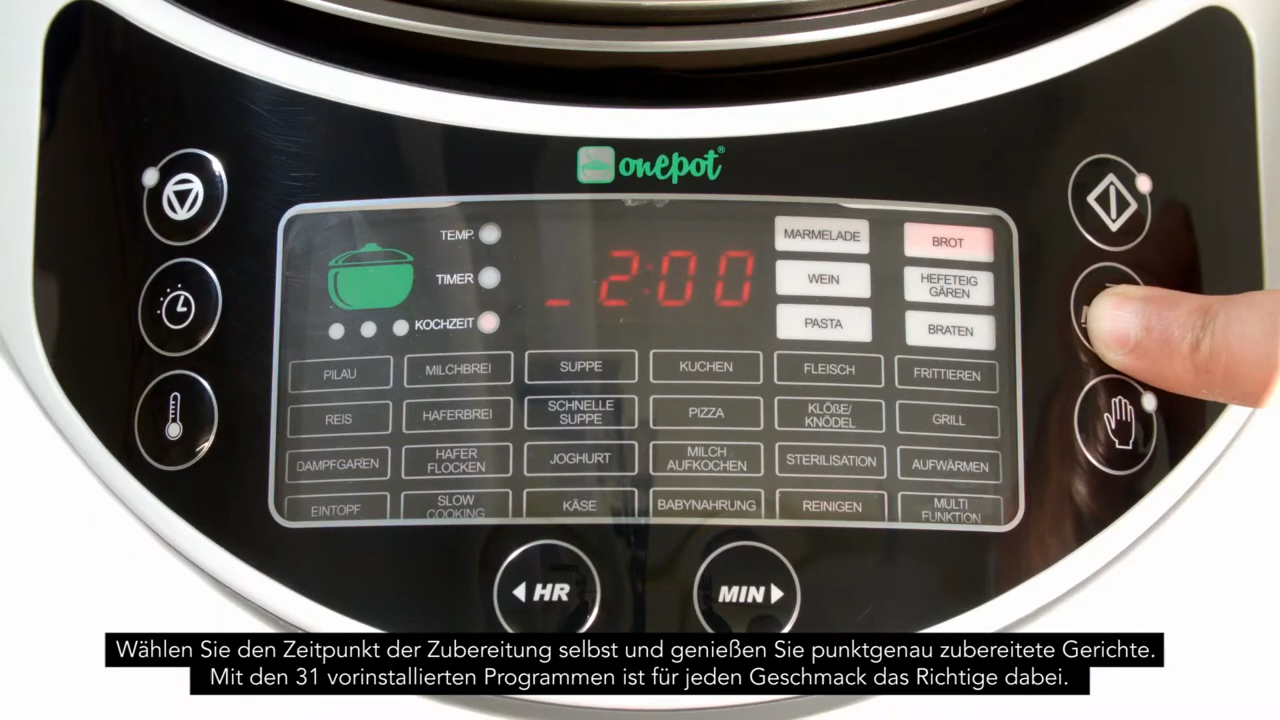 onepot®
TEMP.
TIMER
KOCHZEIT
_2:00
MARMELADE
BROT
WEIN
HEFETEIG
GÄREN
PASTA
BRATEN
PILAU
MILCHBREI
SUPPE
KUCHEN
FLEISCH
FRITTIEREN
REIS
HAFERBREI
SCHNELLE
SUPPE
PIZZA
KLÖßE/
KNÖDEL
GRILL
DAMPFGAREN
HAFER
FLOCKEN
JOGHURT
MILCH
AUFKOCHEN
STERILISATION
AUFWÄRMEN
EINTOPF
SLOW
COOKING
KÄSE
BABYNAHRUNG
REINIGEN
MULTI
FUNKTION
HR
MIN
Wählen Sie den Zeitpunkt der Zubereitung selbst und genießen Sie punktgenau zubereitete Gerichte.
Mit den 31 vorinstallierten Programmen ist für jeden Geschmack das Richtige dabei.